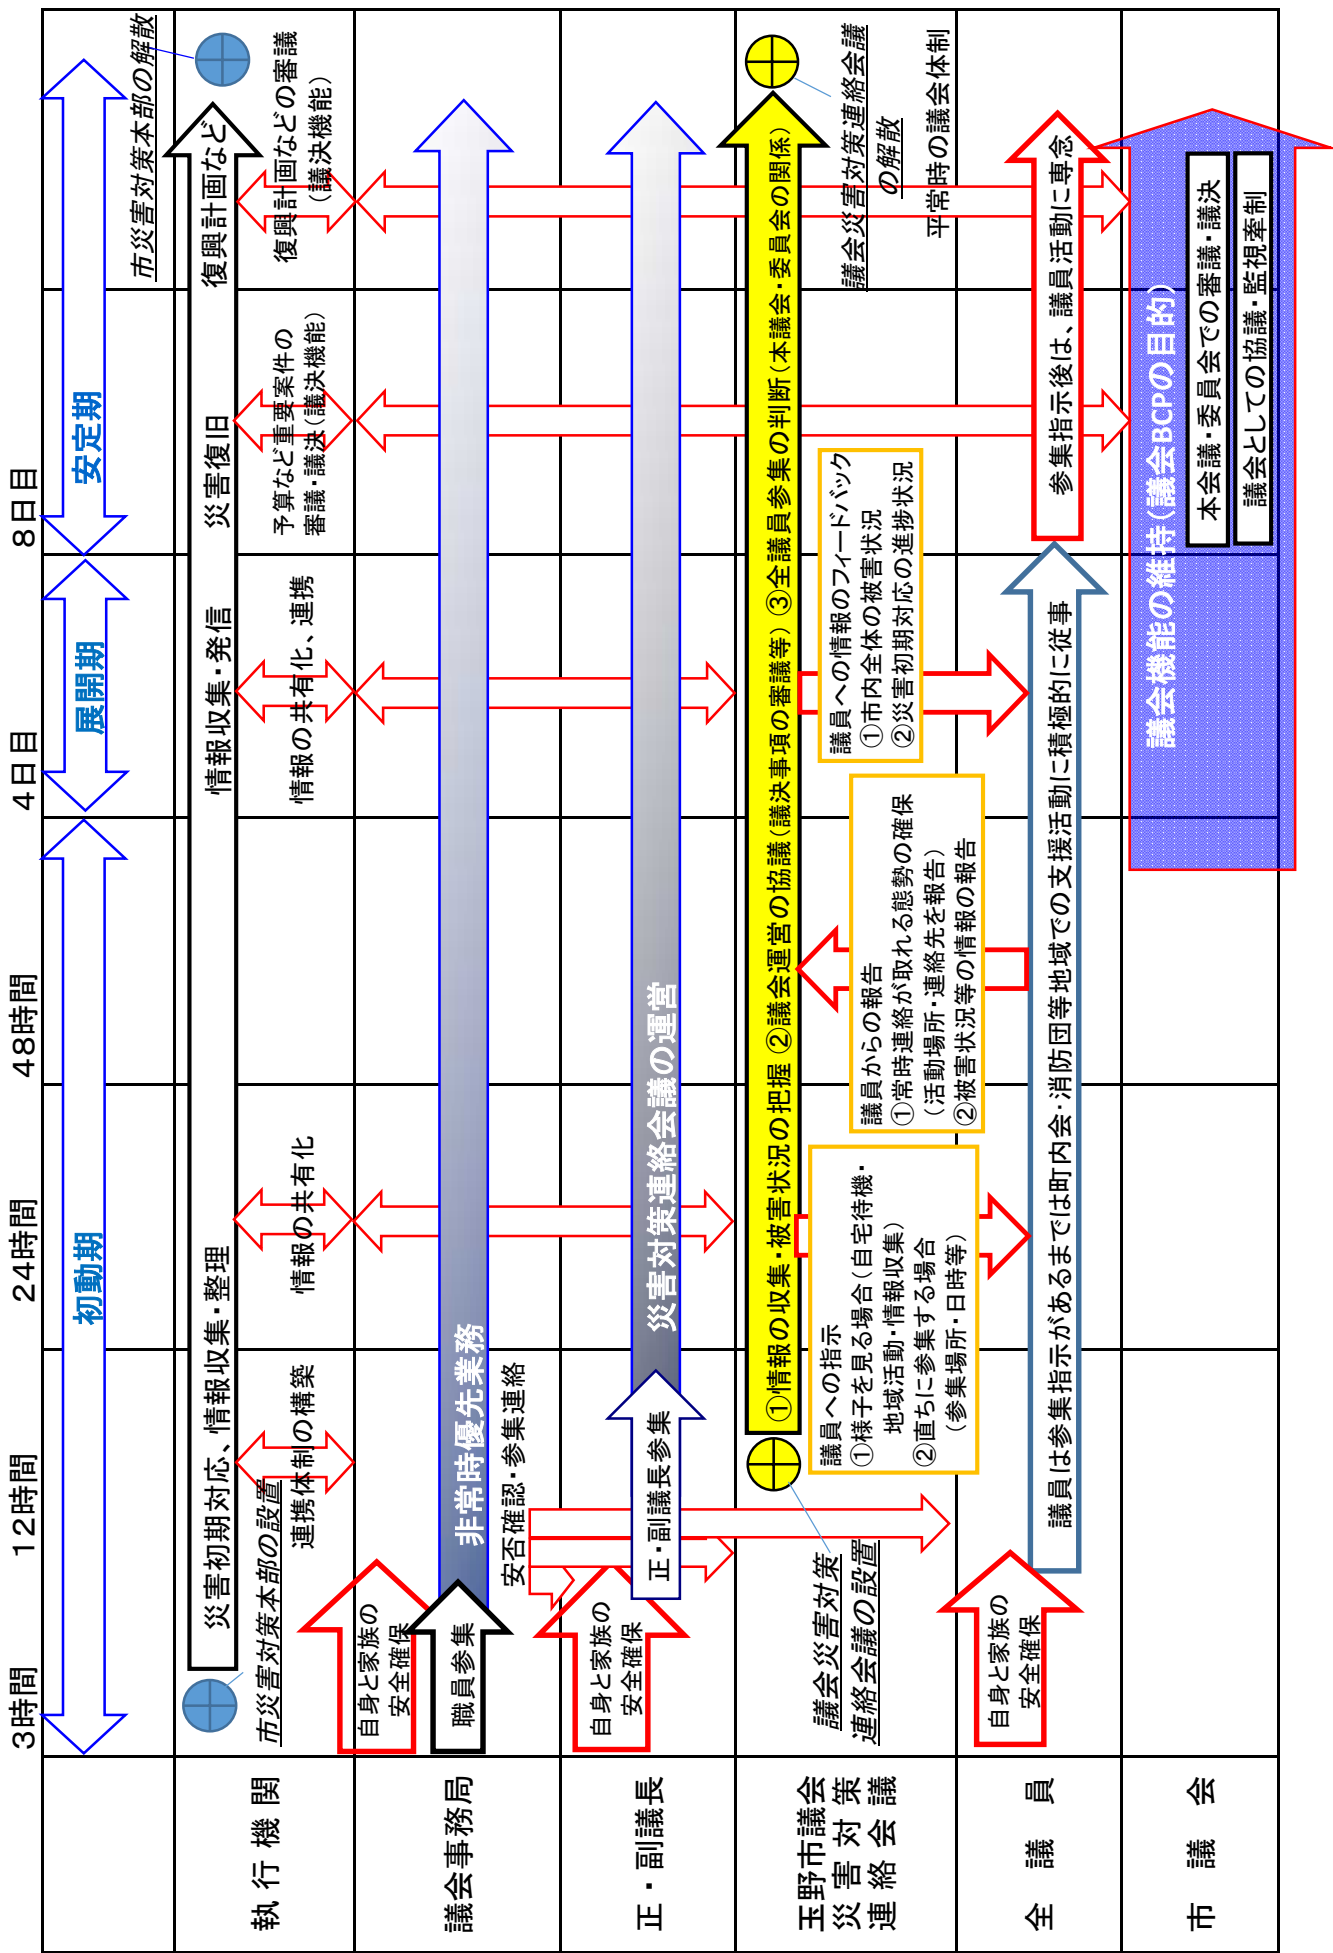 3時間
12時間
24時間
48時間
4日目
8日目
初動期
展開期
安定期
執行機関
市災害対策本部の設置
災害初期対応、情報収集・整理
情報収集・発信
災害復旧
復興計画など
市災害対策本部の解散
連携体制の構築
情報の共有化
情報の共有化、連携
予算など重要案件の
審議・議決（議決機能）
復興計画などの審議
（議決機能）
議会事務局
自身と家族の
安全確保
職員参集
非常時優先業務
安否確認・参集連絡
正・副議長
自身と家族の
安全確保
正・副議長参集
災害対策連絡会議の運営
玉野市議会
災害対策
連絡会議
議会災害対策
連絡会議の設置
①情報の収集・被害状況の把握 ②議会運営の協議（議決事項の審議等） ③全議員参集の判断（本議会・委員会の関係）
議会災害対策連絡会議
の解散
平常時の議会体制
議員への指示
①様子を見る場合（自宅待機・
地域活動・情報収集）
②直ちに参集する場合
（参集場所・日時等）
議員からの報告
①常時連絡が取れる態勢の確保
（活動場所・連絡先を報告）
②被害状況等の情報の報告
議員への情報のフィードバック
①市内全体の被害状況
②災害初期対応の進捗状況
全議員
自身と家族の
安全確保
議員は参集指示があるまでは町内会・消防団等地域での支援活動に積極的に従事
参集指示後は、議員活動に専念
市議会
議会機能の維持（議会BCPの目的）
本会議・委員会での審議・議決
議会としての協議・監視牽制